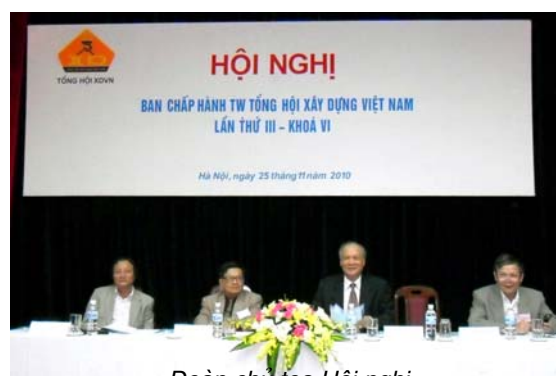 TỔNG HỘI XDVN
HỘI NGHỊ
BAN CHẤP HÀNH TW TỔNG HỘI XÂY DỰNG VIỆT NAM
LẦN THỨ III - KHOÁ VI
Hà Nội, ngày 25 tháng 11 năm 2010
Đoàn chủ tọa Hội nghị